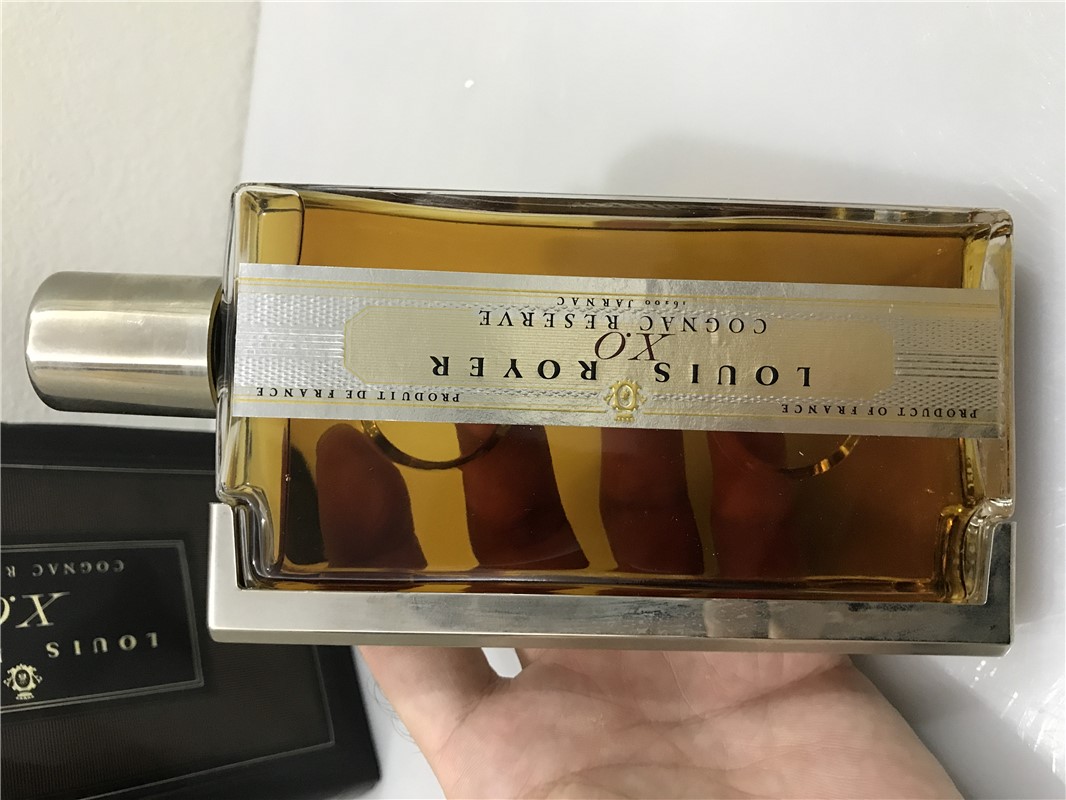 PRODUCT OF FRANCE
PRODUIT DE FRANCE
LOUIS ROYER
X.O
COGNAC RESERVE
16200 JARNAC
LOUIS
X.O
COGNAC R